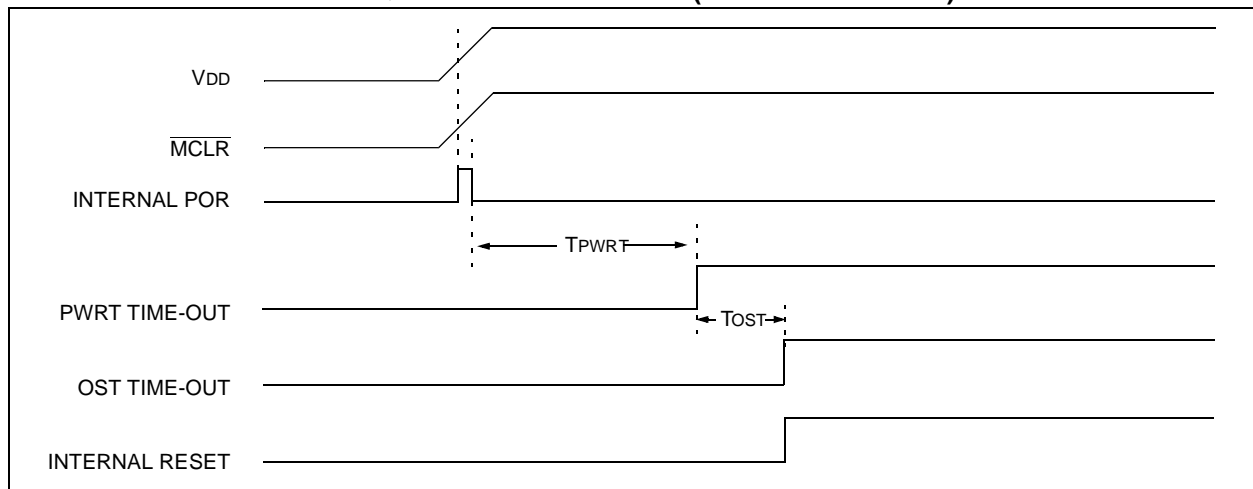 VDD
MCLR
INTERNAL POR
TPWRT
PWRT TIME-OUT
TOST
OST TIME-OUT
INTERNAL RESET